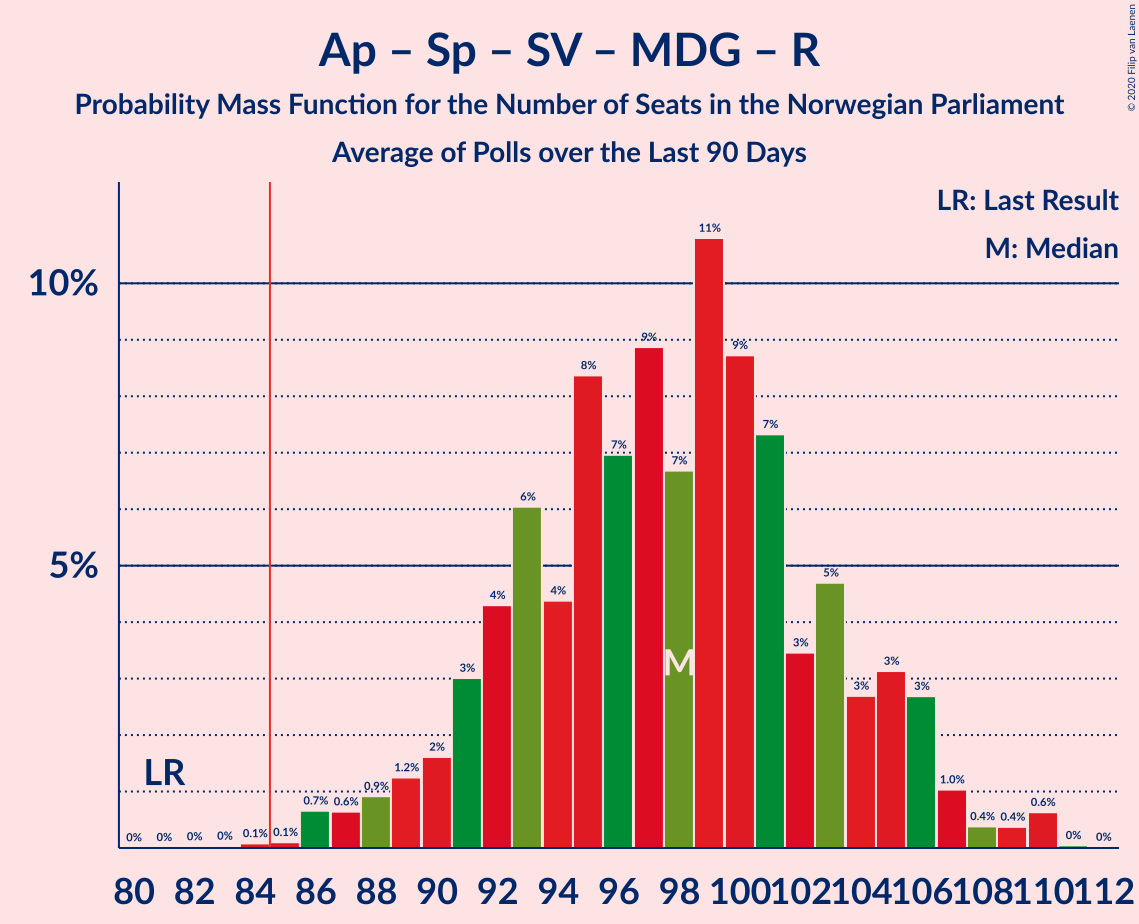 Ap – Sp – SV – MDG – R
Probability Mass Function for the Number of Seats in the Norwegian Parliament
Average of Polls over the Last 90 Days
© 2020 Filip van Laenen
LR: Last Result
M: Median
10%
5%
LR
M
0% 0% 0% 0% 0.1% 0.1% 0.7% 0.6% 0.9% 1.2% 2% 3% 4% 6% 4% 8% 7% 9% 7% 11% 9% 7% 3% 5% 3% 3% 3% 1.0% 0.4% 0.4% 0.6% 0% 0%
80 82 84 86 88 90 92 94 96 98 100 102 104 106 108 110 112